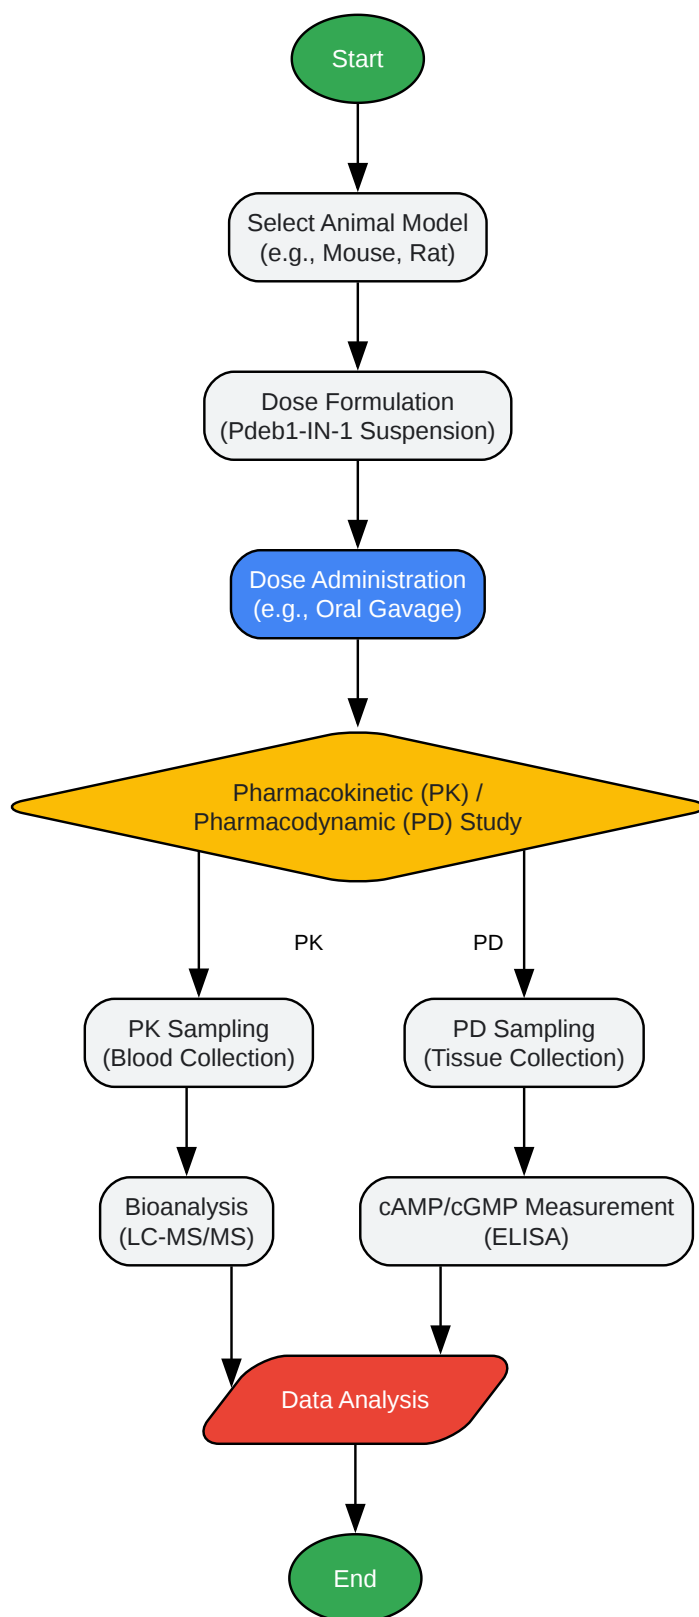 Start
Select Animal Model
(e.g., Mouse, Rat)
Dose Formulation
(Pdeb1-IN-1 Suspension)
Dose Administration
(e.g., Oral Gavage)
Pharmacokinetic (PK) /
Pharmacodynamic (PD) Study
PK
PD
PK Sampling
(Blood Collection)
PD Sampling
(Tissue Collection)
Bioanalysis
(LC-MS/MS)
cAMP/cGMP Measurement
(ELISA)
Data Analysis
End